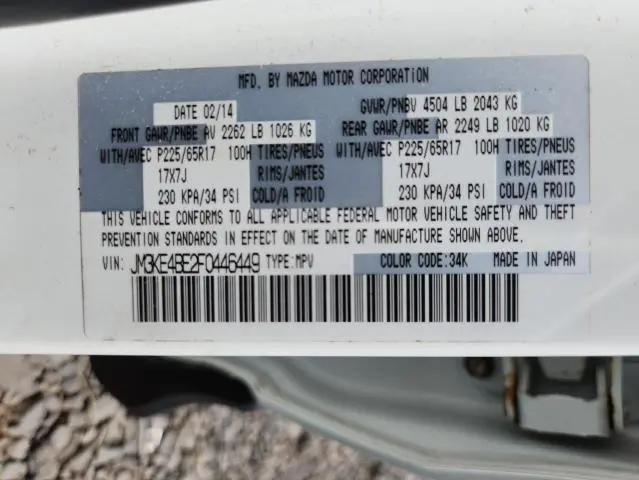 MFD. BY MAZDA MOTOR CORPORATION
DATE 02/14 GVWR/PNBV 4504 LB 2043 KG
FRONT GAWR/PNBE AV 2262 LB 1026 KG REAR GAWR/PNBE AR 2249 LB 1020 KG
WITH/AVEC P225/65R17 100H TIRES/PNEUS WITH/AVEC P225/65R17 100H TIRES/PNEUS
17X7J RIMS/JANTES 17X7J RIMS/JANTES
230 KPA/34 PSI COLD/A FROID 230 KPA/34 PSI COLD/A FROID
THIS VEHICLE CONFORMS TO ALL APPLICABLE FEDERAL MOTOR VEHICLE SAFETY AND THEFT
PREVENTION STANDARDS IN EFFECT ON THE DATE OF MANUFACTURE SHOWN ABOVE.
VIN: JM3KE4BE2F0446449 TYPE:MPV COLOR CODE:34K MADE IN JAPAN